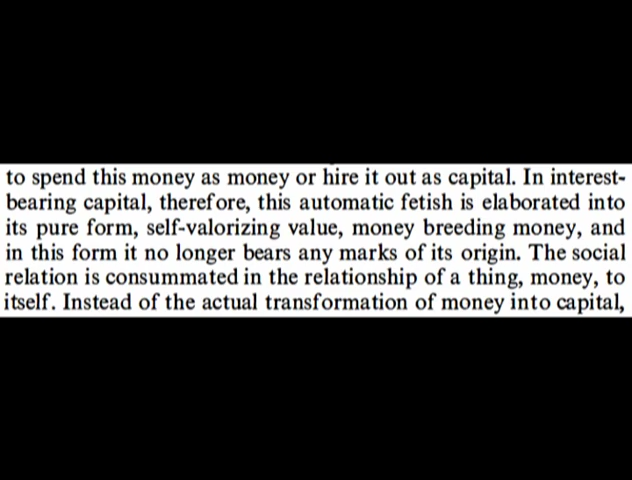 to spend this money as money or hire it out as capital. In interest-
bearing capital, therefore, this automatic fetish is elaborated into
its pure form, self-valorizing value, money breeding money, and
in this form it no longer bears any marks of its origin. The social
relation is consummated in the relationship of a thing, money, to
itself. Instead of the actual transformation of money into capital,